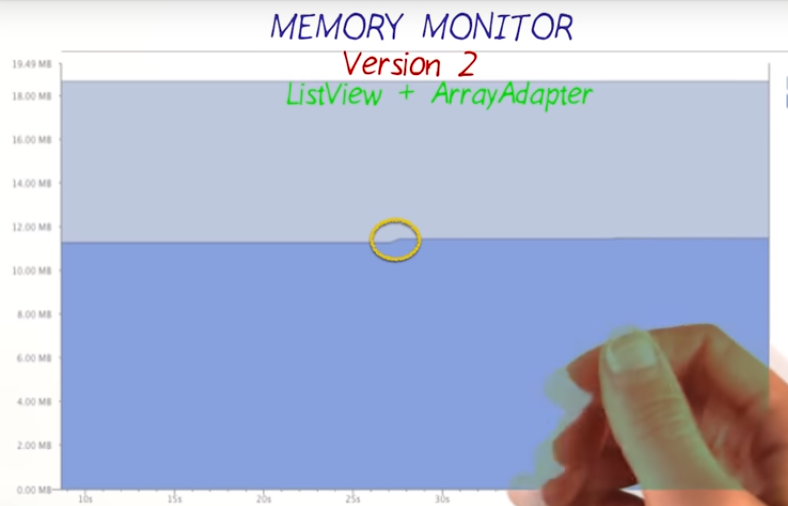 MEMORY MONITOR
Version 2
ListView + ArrayAdapter
19.49 MB
18.00 MB
16.00 MB
14.00 MB
12.00 MB
10.00 MB
8.00 MB
6.00 MB
4.00 MB
2.00 MB
0.00 MB
10s 15s 20s 25s 30s